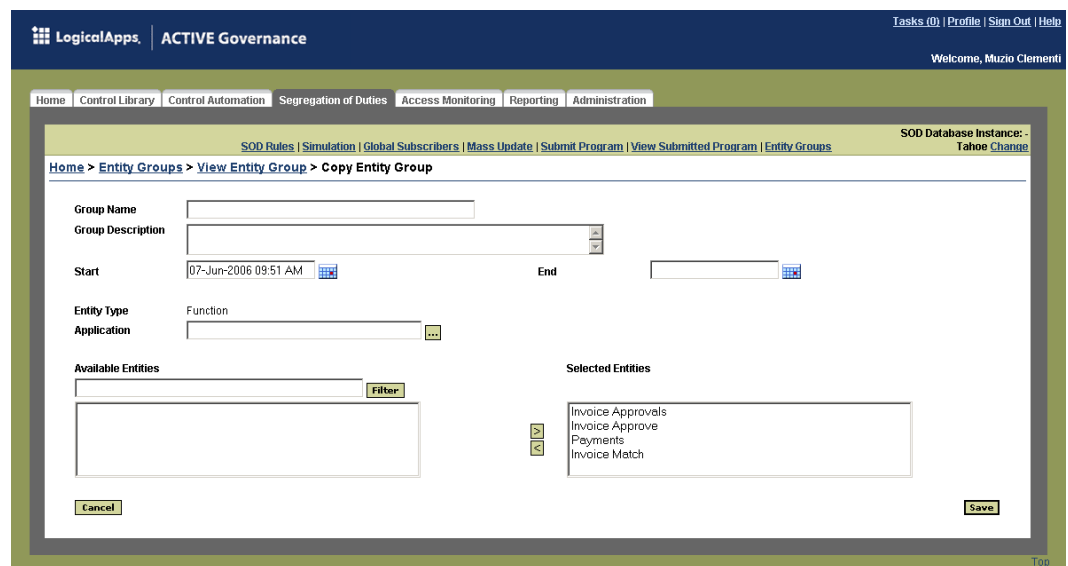 Tasks (0) | Profile | Sign Out | Help
LogicalApps, ACTIVE Governance
Welcome, Muzio Clementi
Home Control Library Control Automation Segregation of Duties Access Monitoring Reporting Administration
SOD Database Instance: -
SOD Rules | Simulation | Global Subscribers | Mass Update | Submit Program | View Submitted Program | Entity Groups Tahoe Change
Home > Entity Groups > View Entity Group > Copy Entity Group
Group Name
Group Description
Start 07-Jun-2006 09:51 AM End
Entity Type Function
Application ...
Available Entities Selected Entities
Filter
Invoice Approvals
> Invoice Approve
Payments
< Invoice Match
Cancel Save
Top